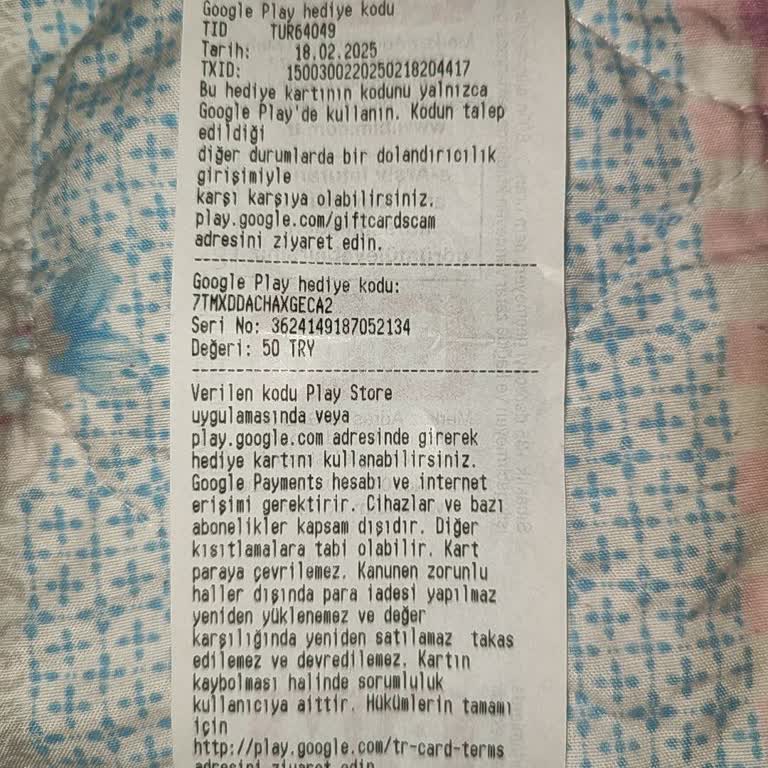 Google Play hediye kodu
TID TUR64049
Tarih: 18.02.2025
TXID: 1500300220250218204417
Bu hediye kartının kodunu yalnızca
Google Play'de kullanın. Kodun talep
edildiği
diğer durumlarda bir dolandırıcılık
girişimiyle
karşı karşıya olabilirsiniz.
play.google.com/giftcardscam
adresini ziyaret edin.
Google Play hediye kodu:
7TMXDDACHAXGECA2
Seri No: 3624149187052134
Değeri: 50 TRY
Verilen kodu Play Store
uygulamasında veya
play.google.com adresinde girerek
hediye kartını kullanabilirsiniz.
Google Payments hesabı ve internet
erişimi gerektirir. Cihazlar ve bazı
abonelikler kapsam dışıdır. Diğer
kısıtlamalara tabi olabilir. Kart
paraya çevrilemez. Kanunen zorunlu
haller dışında para iadesi yapılmaz
yeniden yüklenemez ve değer
karşılığında yeniden satılamaz takas
edilemez ve devredilemez. Kartın
kaybolması halinde sorumluluk
kullanıcıya aittir. Hükümlerin tamamı
için
http://play.google.com/tr-card-terms
adresini ziyaret edin